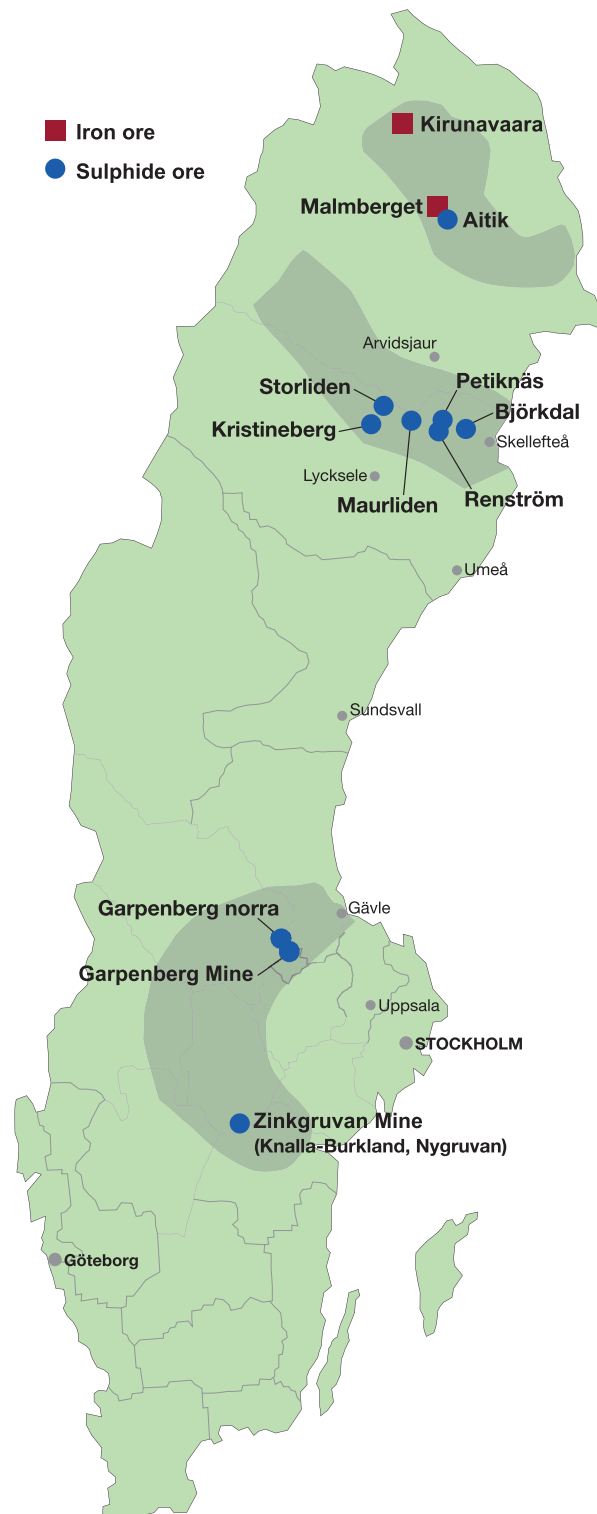 Iron ore
Sulphide ore
Kirunavaara
Malmberget
Aitik
Arvidsjaur
Storliden
Petiknäs
Björkdal
Kristineberg
Skellefteå
Lycksele
Maurliden
Renström
Umeå
Sundsvall
Garpenberg norra
Gävle
Garpenberg Mine
Uppsala
STOCKHOLM
Zinkgruvan Mine
(Knalla-Burkland, Nygruvan)
Göteborg